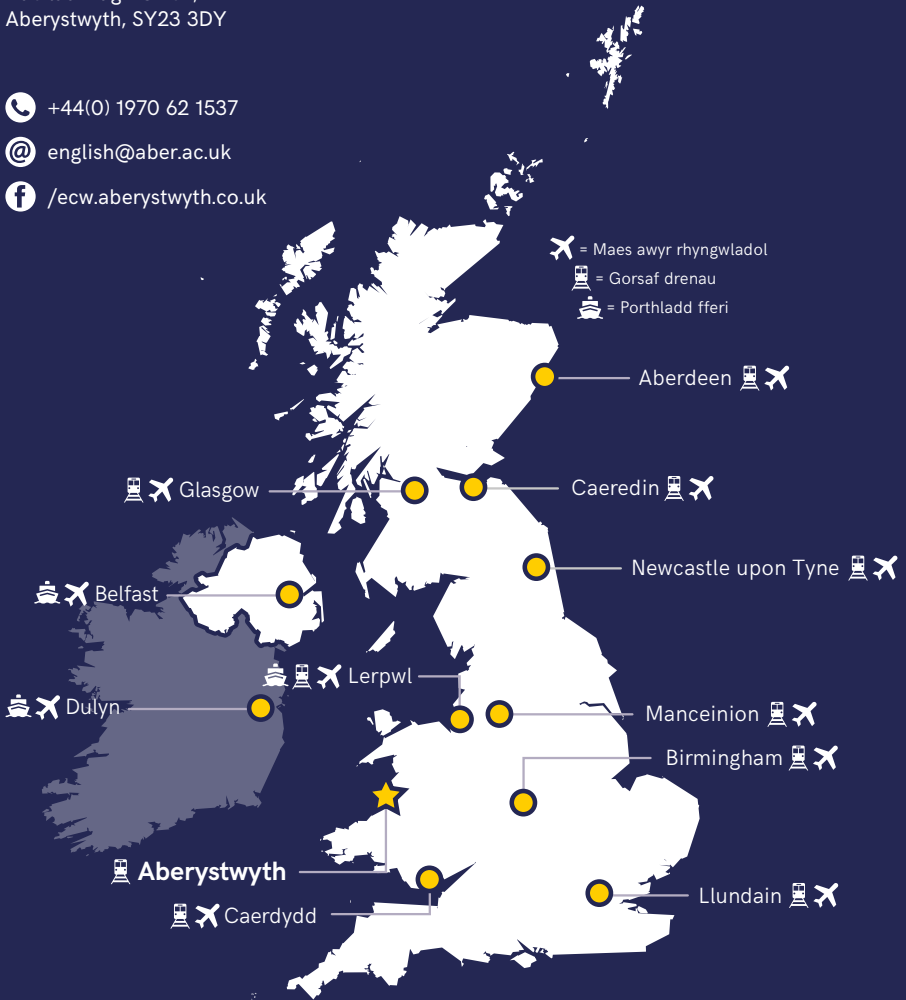 Aberystwyth, SY23 3DY
+44(0) 1970 62 1537
english@aber.ac.uk
/ecw.aberystwyth.co.uk
= Maes awyr rhyngwladol
= Gorsaf drenau
= Porthladd fferi
Aberdeen
Glasgow
Caeredin
Newcastle upon Tyne
Belfast
Lerpwl
Dulyn
Manceinion
Birmingham
Aberystwyth
Llundain
Caerdydd